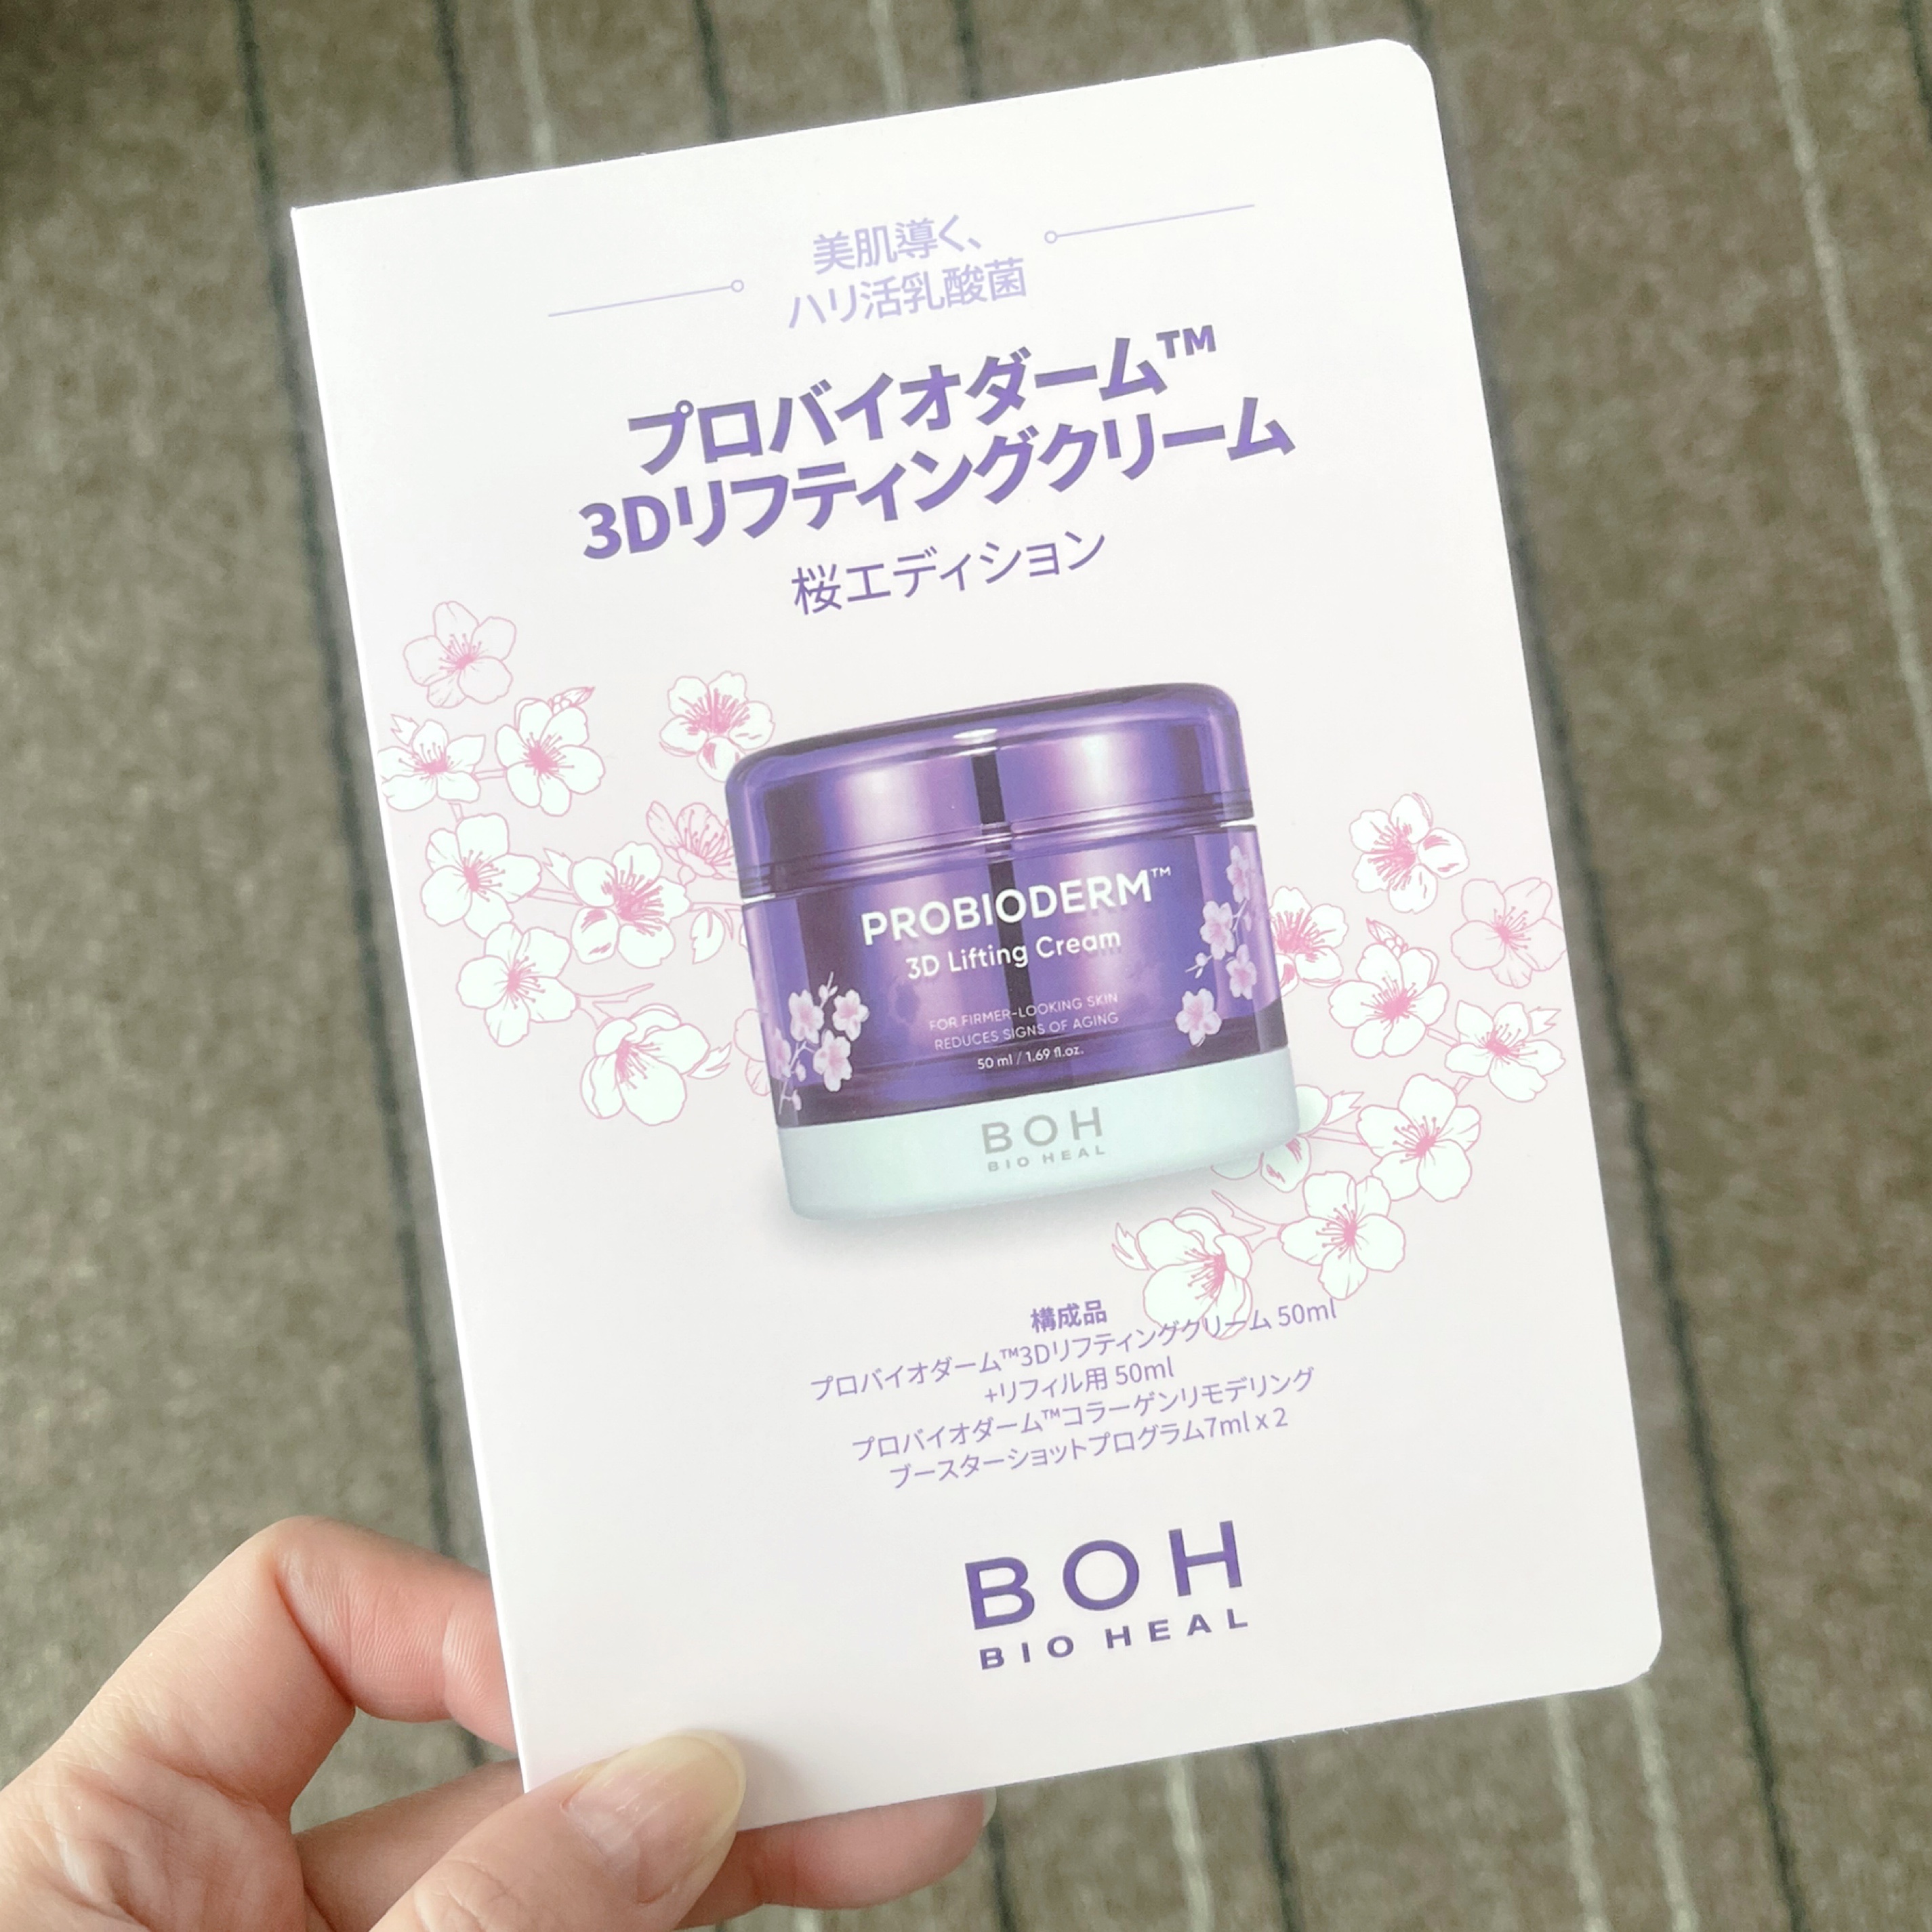 美肌導く、
ハリ活乳酸菌
プロバイオダーム™
3Dリフティングクリーム
桜エディション
PROBIODERM™
3D Lifting Cream
FOR FIRMER-LOOKING SKIN
REDUCES SIGNS OF AGING
50 ml / 1.69 fl.oz.
BOH
BIO HEAL
構成品
プロバイオダーム™3Dリフティングクリーム 50ml
+リフィル用 50ml
プロバイオダーム™コラーゲンリモデリング
ブースターショットプログラム7ml x 2
BOH
BIO HEAL